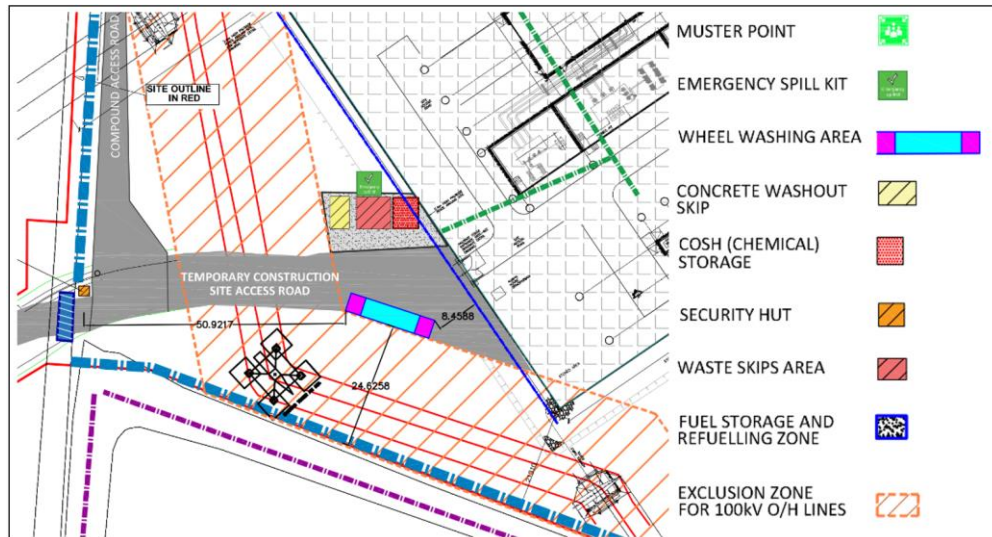 COMPOUND ACCESS ROAD
SITE OUTLINE
IN RED
TEMPORARY CONSTRUCTION
SITE ACCESS ROAD
50.9217
8.4588
24.6258
MUSTER POINT
EMERGENCY SPILL KIT
WHEEL WASHING AREA
CONCRETE WASHOUT
SKIP
COSH (CHEMICAL)
STORAGE
SECURITY HUT
WASTE SKIPS AREA
FUEL STORAGE AND
REFUELLING ZONE
EXCLUSION ZONE
FOR 100kV O/H LINES